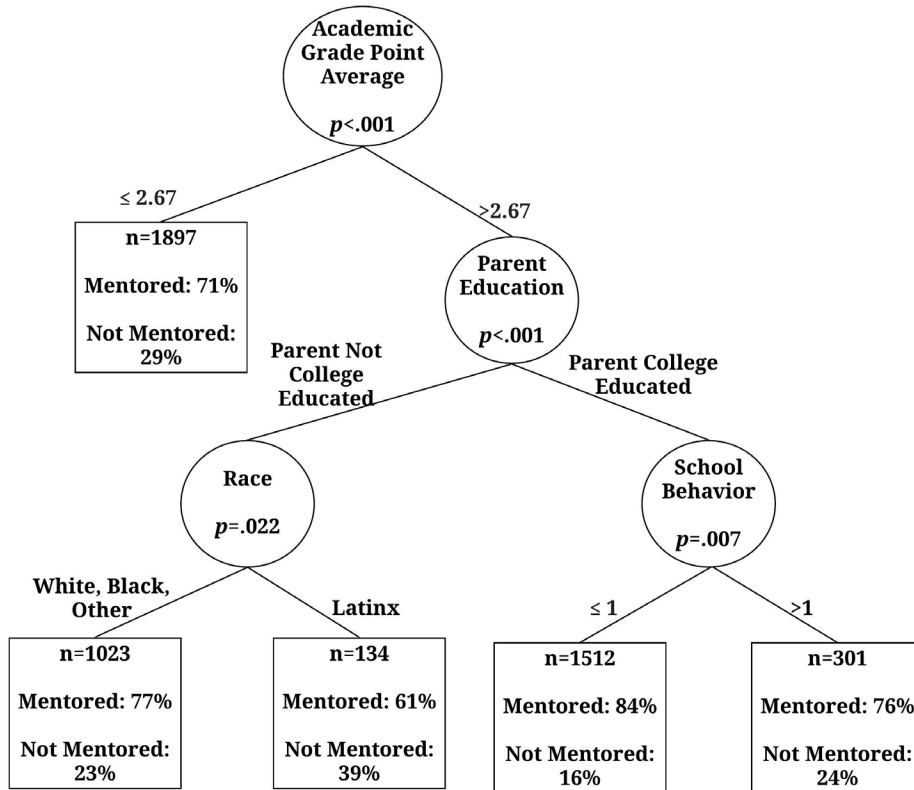 Academic
Grade Point
Average
p<.001
≤ 2.67
>2.67
n=1897
Mentored: 71%
Not Mentored:
29%
Parent
Education
p<.001
Parent Not
College
Educated
Parent College
Educated
Race
p=.022
School
Behavior
p=.007
White, Black,
Other
Latinx
≤ 1
>1
n=1023
Mentored: 77%
Not Mentored:
23%
n=134
Mentored: 61%
Not Mentored:
39%
n=1512
Mentored: 84%
Not Mentored:
16%
n=301
Mentored: 76%
Not Mentored:
24%